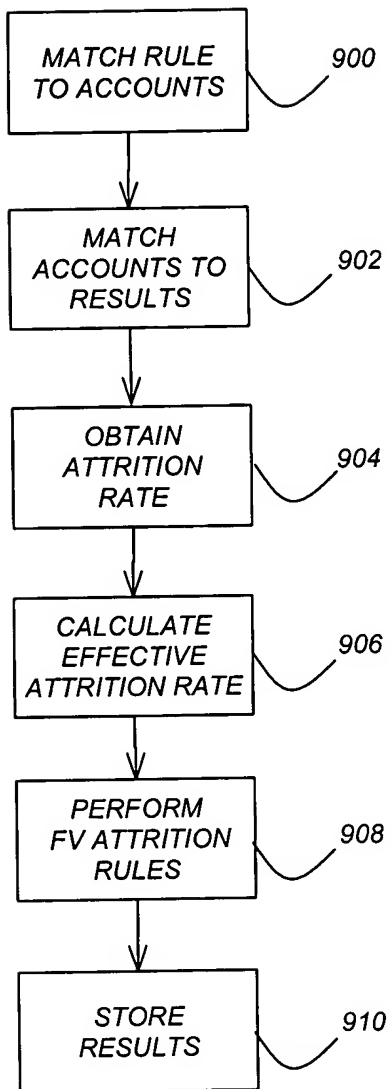 MATCH RULE
TO ACCOUNTS
900
MATCH
ACCOUNTS TO
RESULTS
902
OBTAIN
ATTRITION
RATE
904
CALCULATE
EFFECTIVE
ATTRITION RATE
906
PERFORM
FV ATTRITION
RULES
908
STORE
RESULTS
910